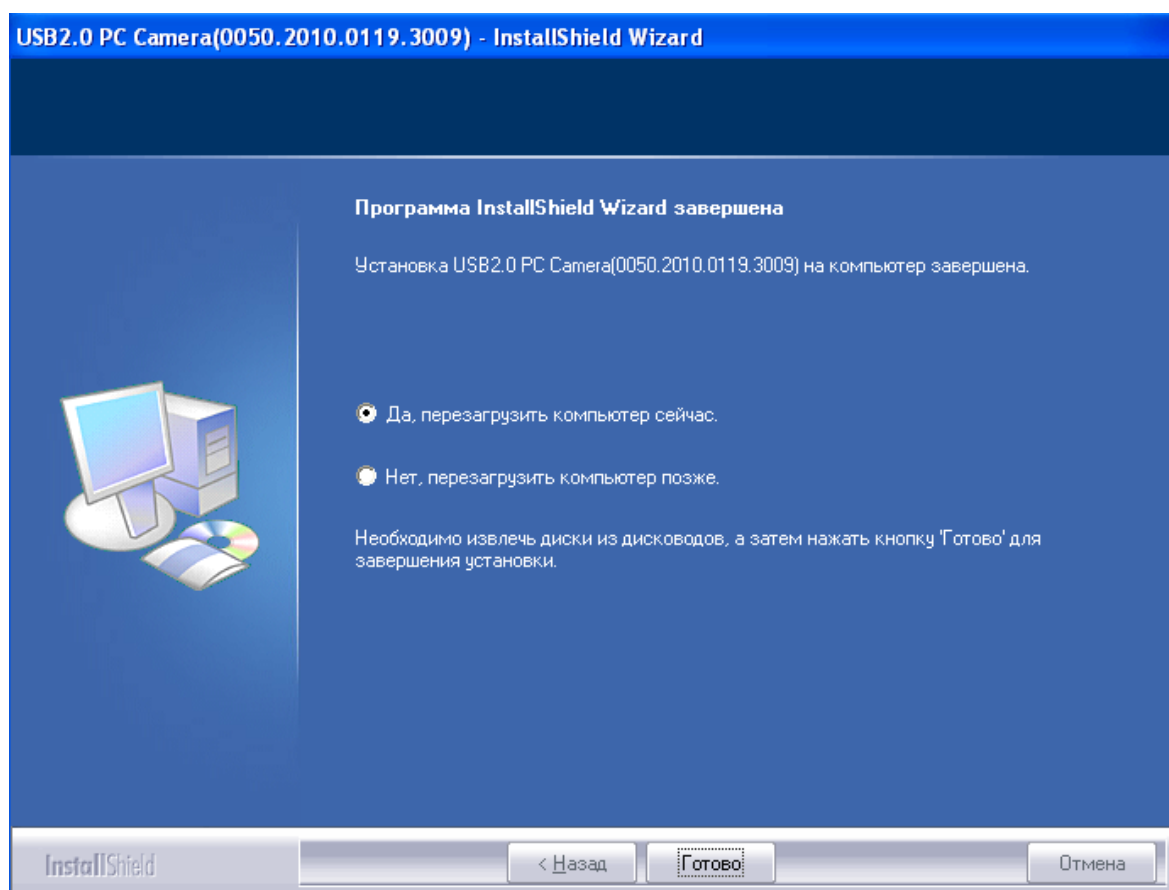 USB2.0 PC Camera(0050.2010.0119.3009) - InstallShield Wizard
Программа InstallShield Wizard завершена
Установка USB2.0 PC Camera(0050.2010.0119.3009) на компьютер завершена.
Да, перезагрузить компьютер сейчас.
Нет, перезагрузить компьютер позже.
Необходимо извлечь диски из дисководов, а затем нажать кнопку 'Готово' для
завершения установки.
InstallShield
< Назад
Готово
Отмена